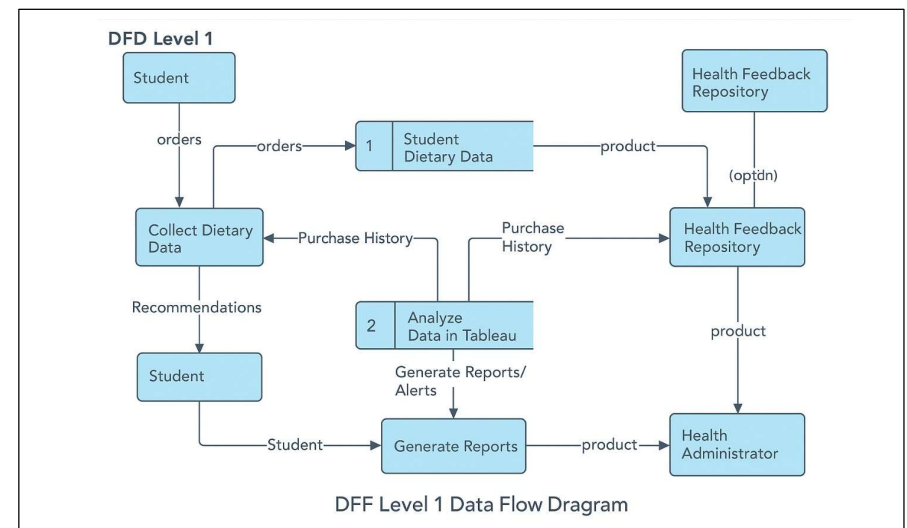 DFD Level 1
Student
Health Feedback
Repository
orders
orders
1
Student
Dietary Data
product
(optdn)
Collect Dietary
Data
Purchase History
Purchase
History
Health Feedback
Repository
Recommendations
2
Analyze
Data in Tableau
product
Student
Generate Reports/
Alerts
Student
Generate Reports
product
Health
Administrator
DFF Level 1 Data Flow Dragram